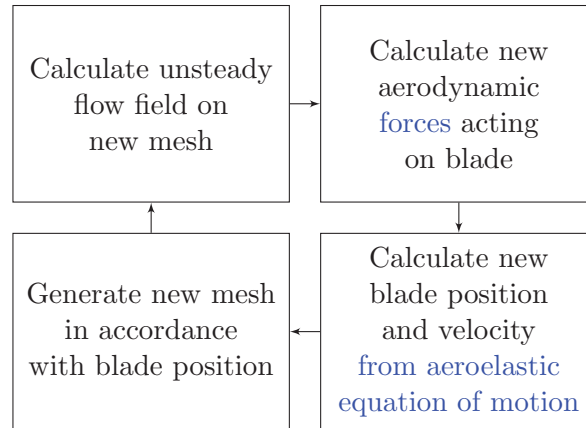 Calculate unsteady
flow field on
new mesh
Calculate new
aerodynamic
forces acting
on blade
Generate new mesh
in accordance
with blade position
Calculate new
blade position
and velocity
from aeroelastic
equation of motion